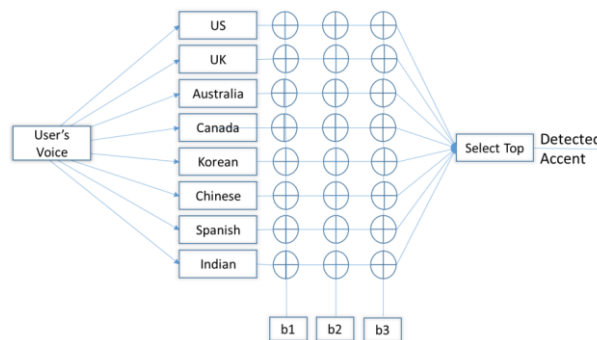 US
UK
Australia
User's
Voice
Canada
Korean
Chinese
Spanish
Indian
Select Top
Detected
Accent
b1
b2
b3